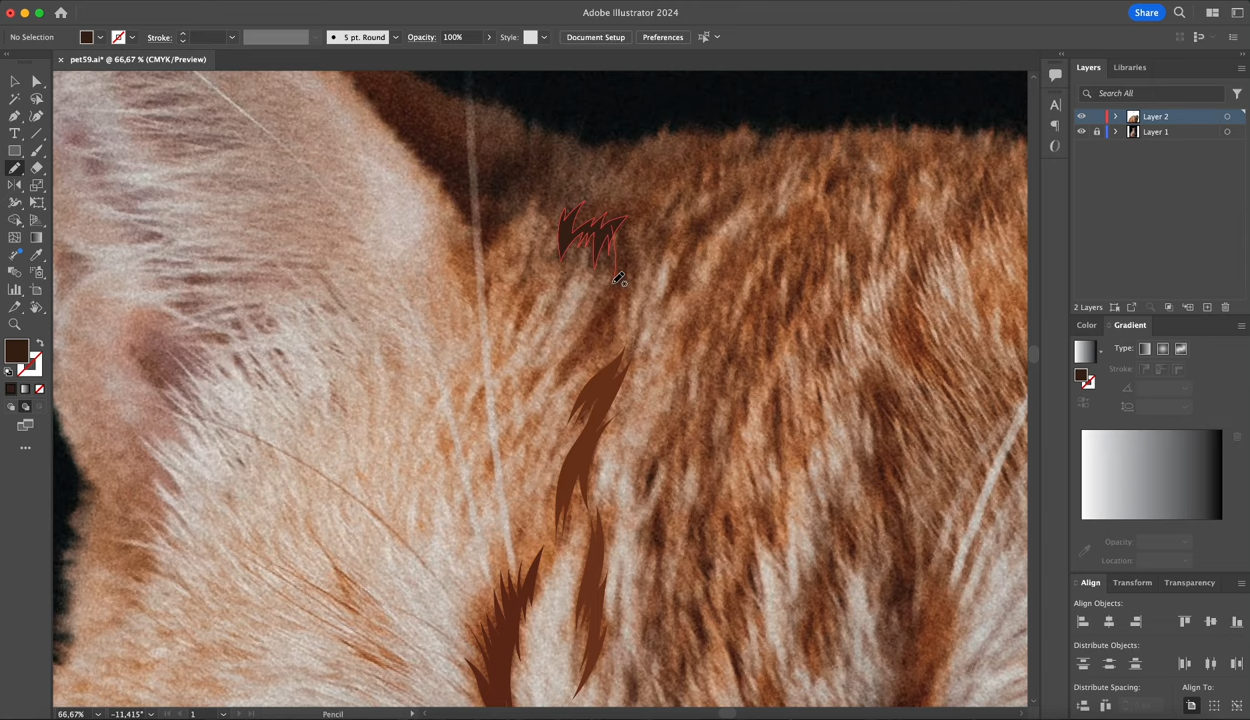 Adobe Illustrator 2024
Share
No Selection
Stroke:
5 pt. Round
Opacity: 100%
Style:
Document Setup
Preferences
pet59.ai* @ 66,67 % (CMYK/Preview)
Layers
Libraries
Search All
Layer 2
Layer 1
2 Layers
Color
Gradient
Type:
Stroke:
Opacity:
Location:
Align
Transform
Transparency
Align Objects:
Distribute Objects:
Distribute Spacing:
Align To:
66,67%
-11,415°
1
Pencil